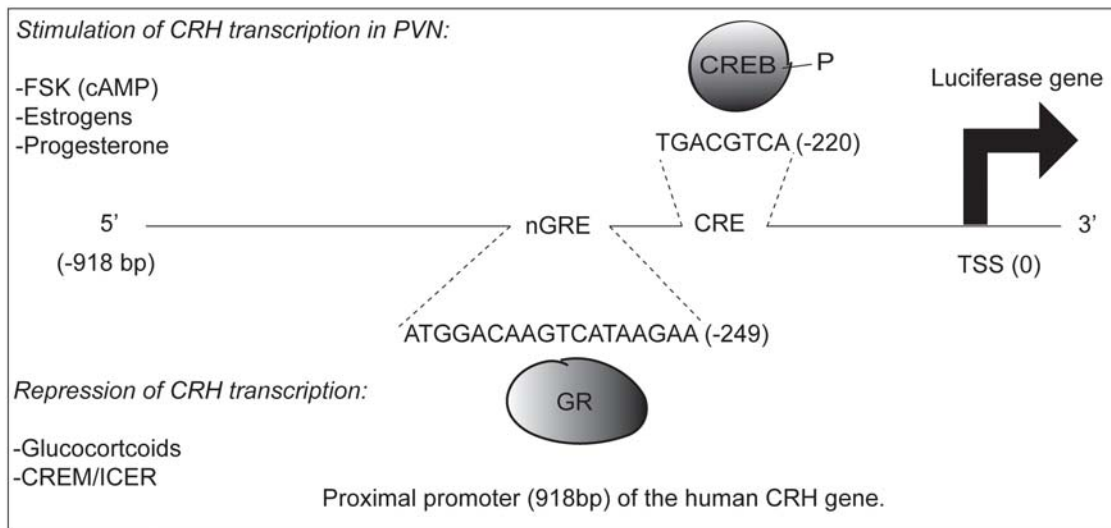 Stimulation of CRH transcription in PVN:
-FSK (cAMP)
-Estrogens
-Progesterone
CREB
P
Luciferase gene
TGACGTCA (-220)
5’
nGRE
CRE
3’
(-918 bp)
TSS (0)
ATGGACAAGTCATAAGAA (-249)
GR
Repression of CRH transcription:
-Glucocortcoids
-CREM/ICER
Proximal promoter (918bp) of the human CRH gene.